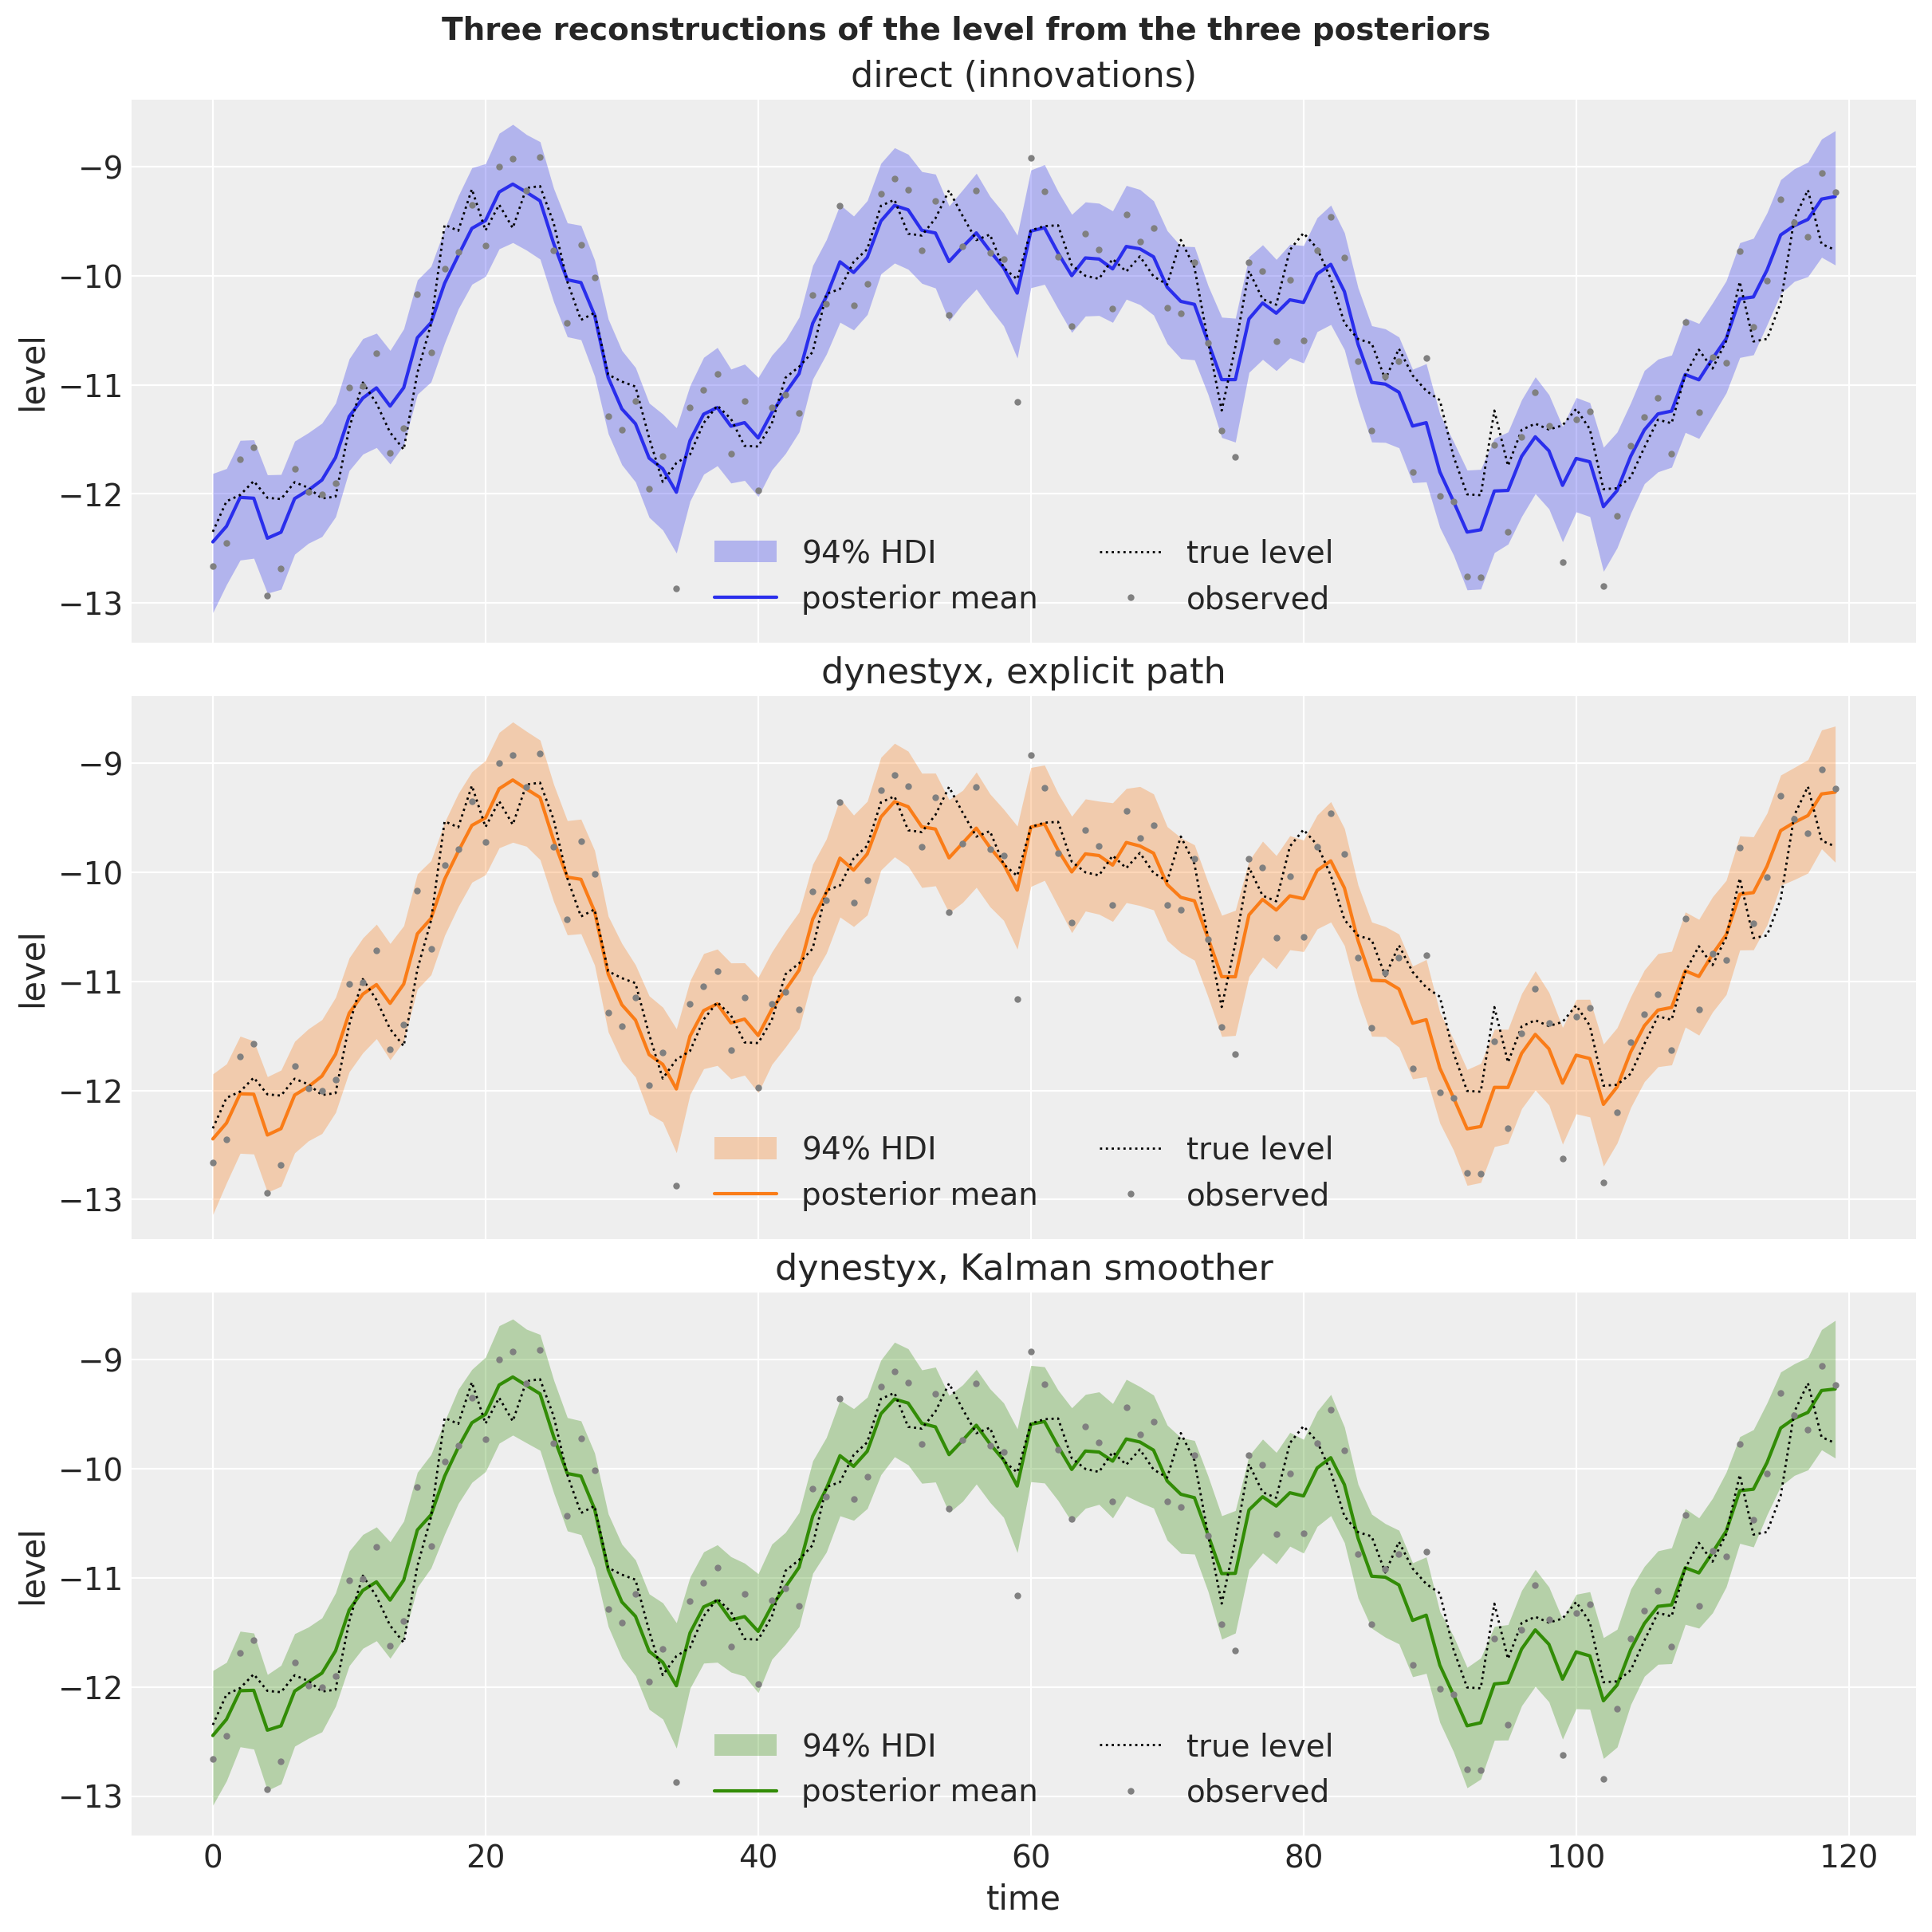 Three reconstructions of the level from the three posteriors
direct (innovations)
−9
−10
−11
−12
−13
level
94% HDI
posterior mean
true level
observed
dynestyx, explicit path
−9
−10
−11
−12
−13
level
94% HDI
posterior mean
true level
observed
dynestyx, Kalman smoother
−9
−10
−11
−12
−13
level
94% HDI
posterior mean
true level
observed
0 20 40 60 80 100 120
time